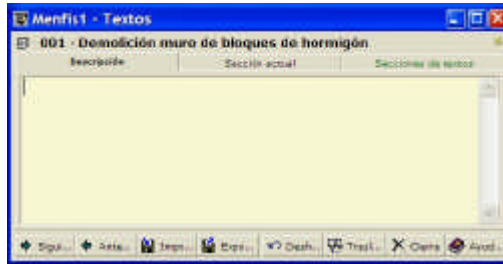 Menfis1 - Textos
001 - Demolición muro de bloques de hormigón
Descripción Sección actual Secciones de textos
Sigui... Ante... Impo... Expo... Desh... Trasl... Cierra Ayud...